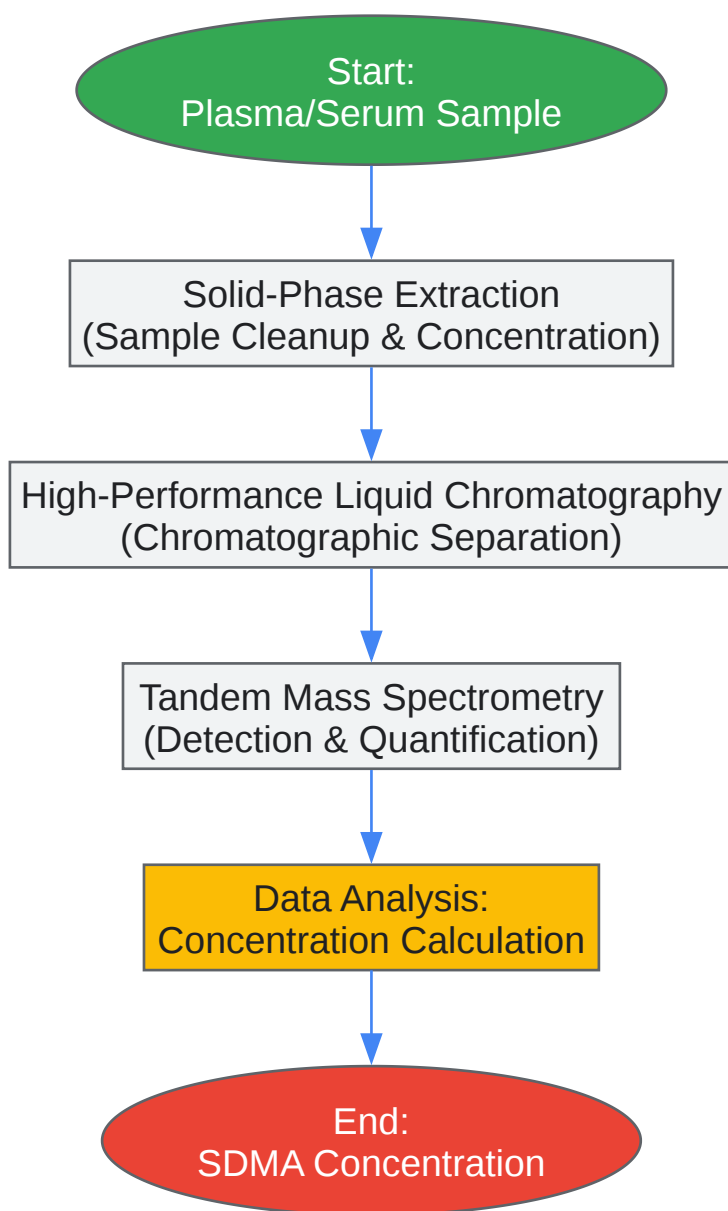 Start:
Plasma/Serum Sample
Solid-Phase Extraction
(Sample Cleanup & Concentration)
High-Performance Liquid Chromatography
(Chromatographic Separation)
Tandem Mass Spectrometry
(Detection & Quantification)
Data Analysis:
Concentration Calculation
End:
SDMA Concentration